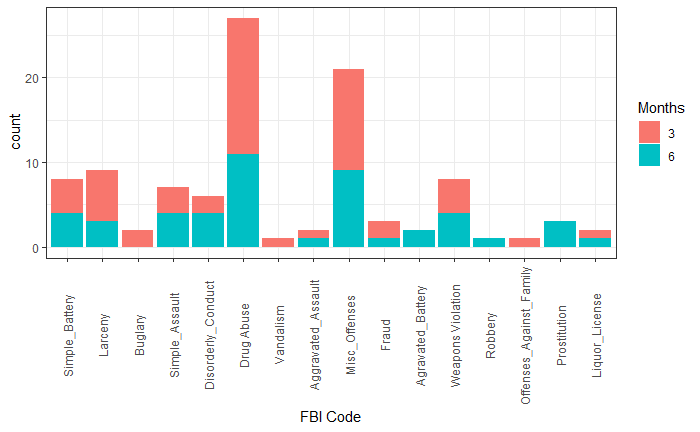 20
10
0
count
Simple_Battery
Larceny
Buglary
Simple_Assault
Disorderly_Conduct
Drug Abuse
Vandalism
Aggravated_Assault
Misc_Offenses
Fraud
Agravated_Battery
Weapons Violation
Robbery
Offenses_Against_Family
Prostitution
Liquor_License
FBI Code
Months
3
6